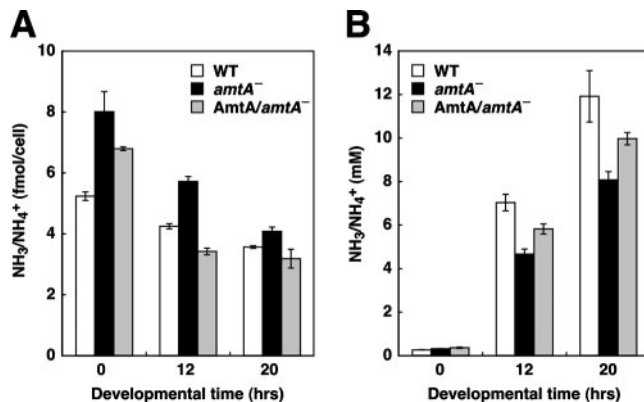 A
NH₃/NH₄⁺ (fmol/cell)
10
8
6
4
2
0
WT
amtA⁻
AmtA/amtA⁻
0 12 20
Developmental time (hrs)
B
NH₃/NH₄⁺ (mM)
14
12
10
8
6
4
2
0
WT
amtA⁻
AmtA/amtA⁻
0 12 20
Developmental time (hrs)